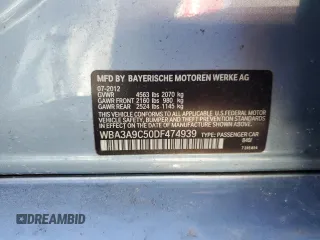 MFD BY BAYERISCHE MOTOREN WERKE AG
07-2012
GVWR 4563 lbs 2070 kg
GAWR FRONT 2160 lbs 980 kg
GAWR REAR 2524 lbs 1145 kg
THIS VEHICLE CONFORMS TO ALL APPLICABLE FEDERAL
MOTOR VEHICLE SAFETY, BUMPER, AND THEFT
PREVENTION STANDARDS IN EFFECT ON THE DATE OF
MANUFACTURE SHOWN ABOVE.
WBA3A9C50DF474939 TYPE: PASSENGER CAR
© AUTOBIDMASTER
IAAI